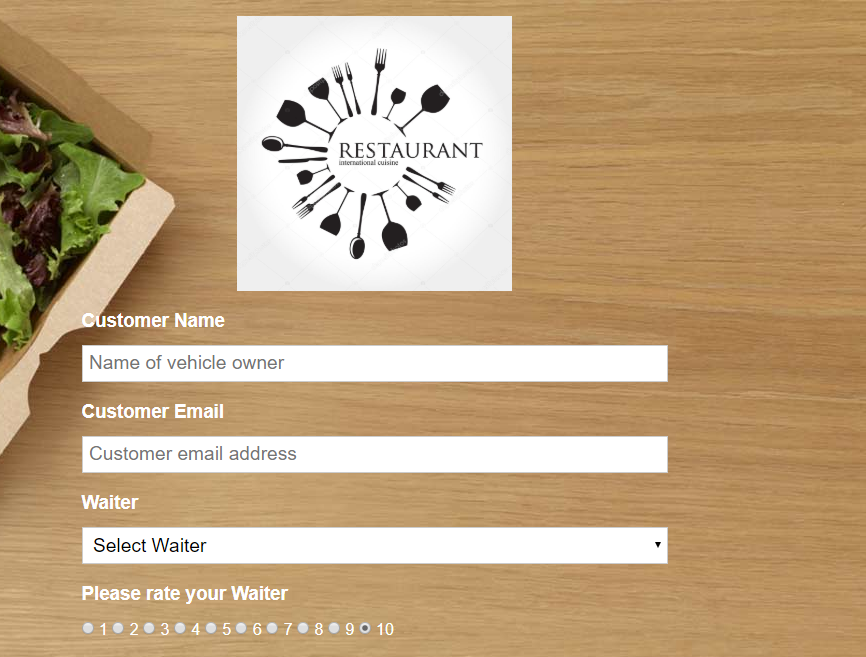 RESTAURANT
international cuisine
Customer Name
Name of vehicle owner
Customer Email
Customer email address
Waiter
Select Waiter
Please rate your Waiter
1 2 3 4 5 6 7 8 9 10